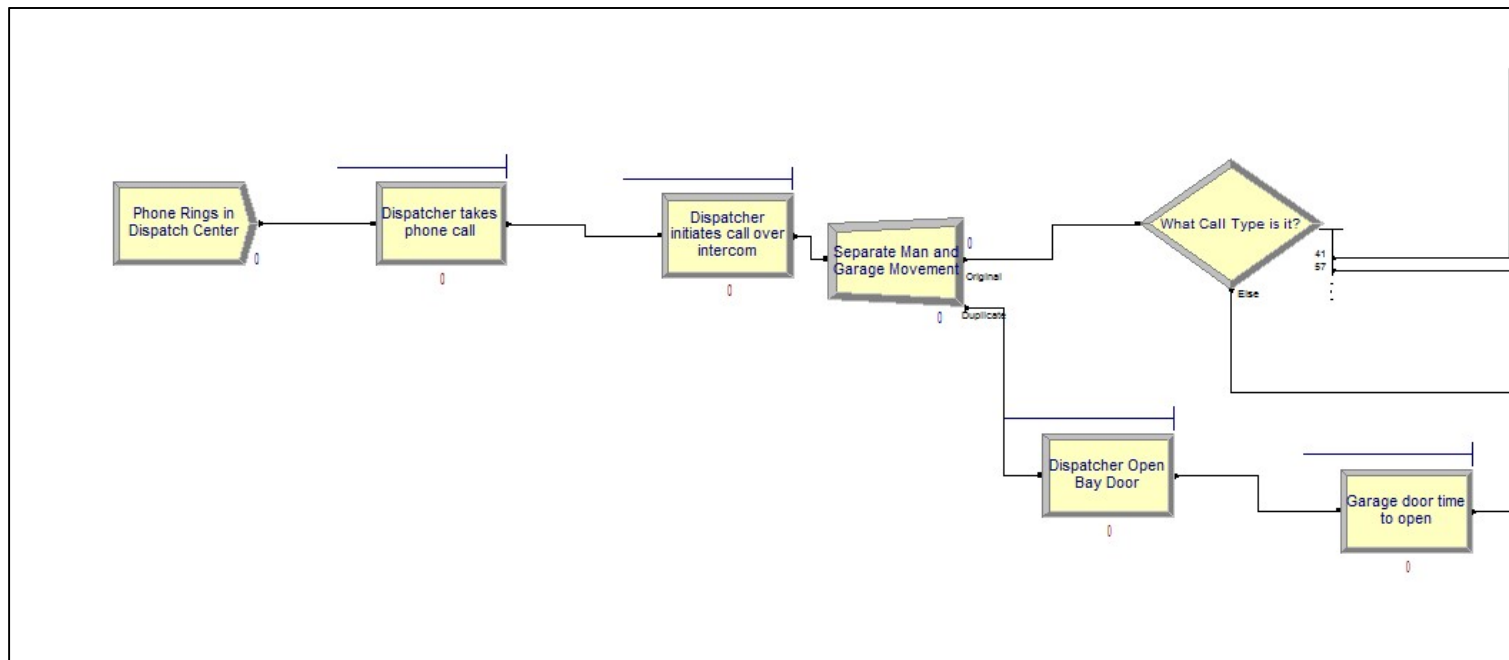 Phone Rings in
Dispatch Center
0
Dispatcher takes
phone call
0
Dispatcher
initiates call over
intercom
0
Separate Man and
Garage Movement
0
Original
0
Duplicate
What Call Type is it?
41
57
Else
Dispatcher Open
Bay Door
0
Garage door time
to open
0